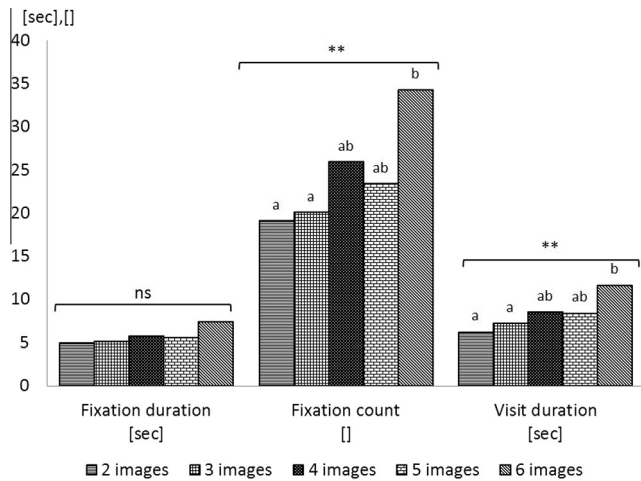 [sec],[]
40
35
30
25
20
15
10
5
0
ns
**
a
a
ab
ab
b
**
a
a
ab
ab
b
Fixation duration
[sec]
Fixation count
[]
Visit duration
[sec]
2 images 3 images 4 images 5 images 6 images